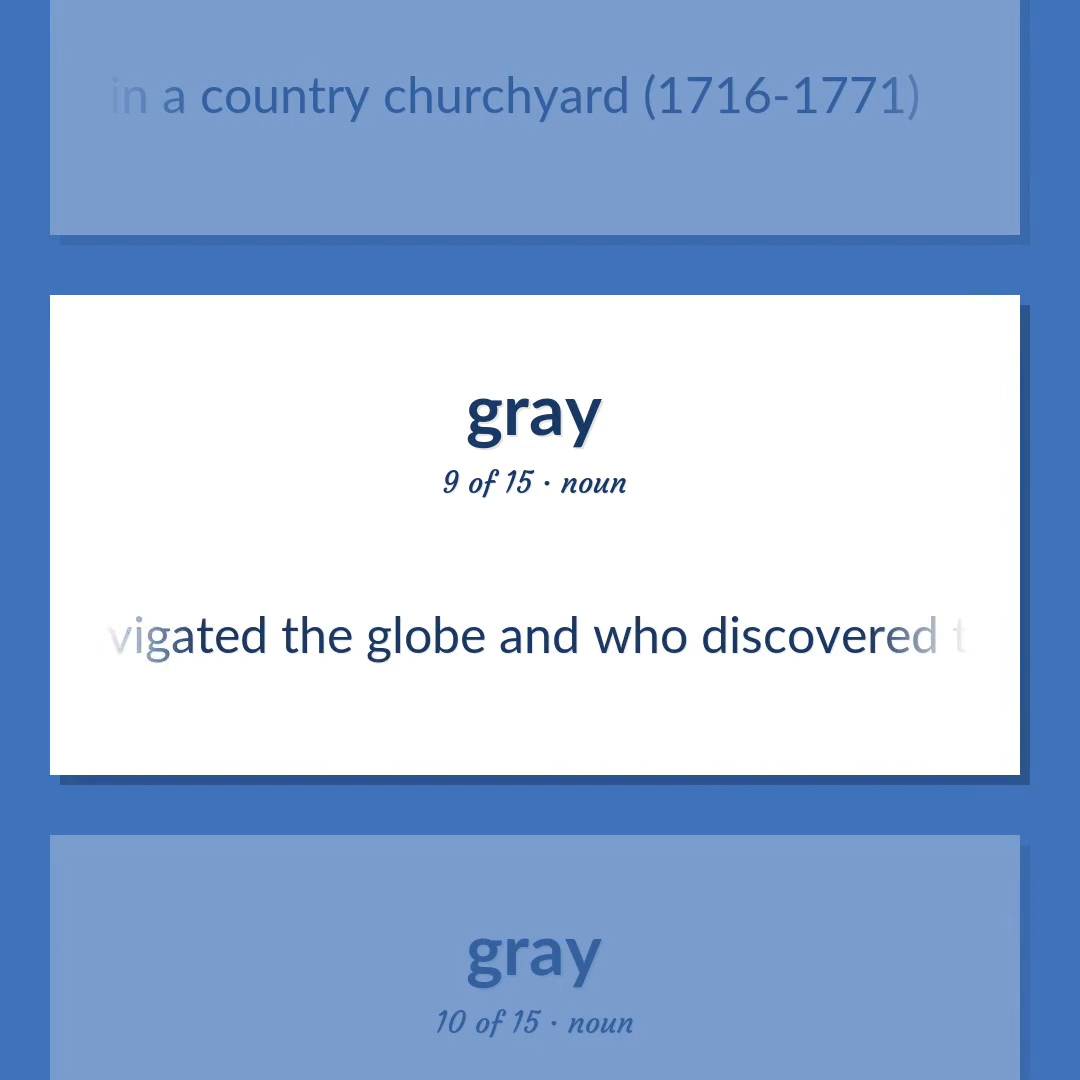 in a country churchyard (1716-1771)
gray
9 of 15 · noun
vigated the globe and who discovered t
gray
10 of 15 · noun